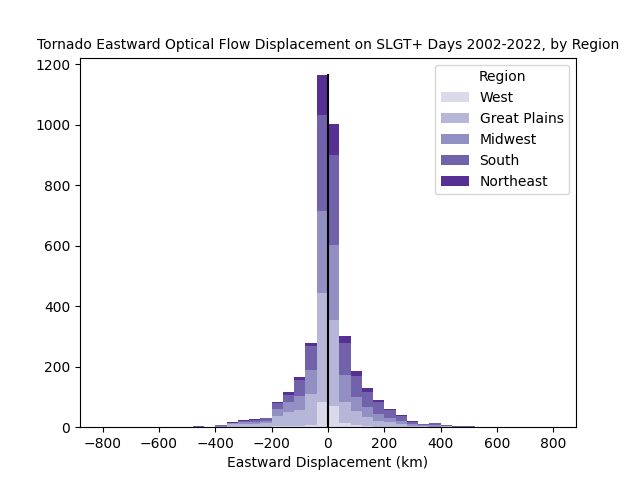 Tornado Eastward Optical Flow Displacement on SLGT+ Days 2002-2022, by Region
1200
1000
800
600
400
200
0
Region
West
Great Plains
Midwest
South
Northeast
−800 −600 −400 −200 0 200 400 600 800
Eastward Displacement (km)